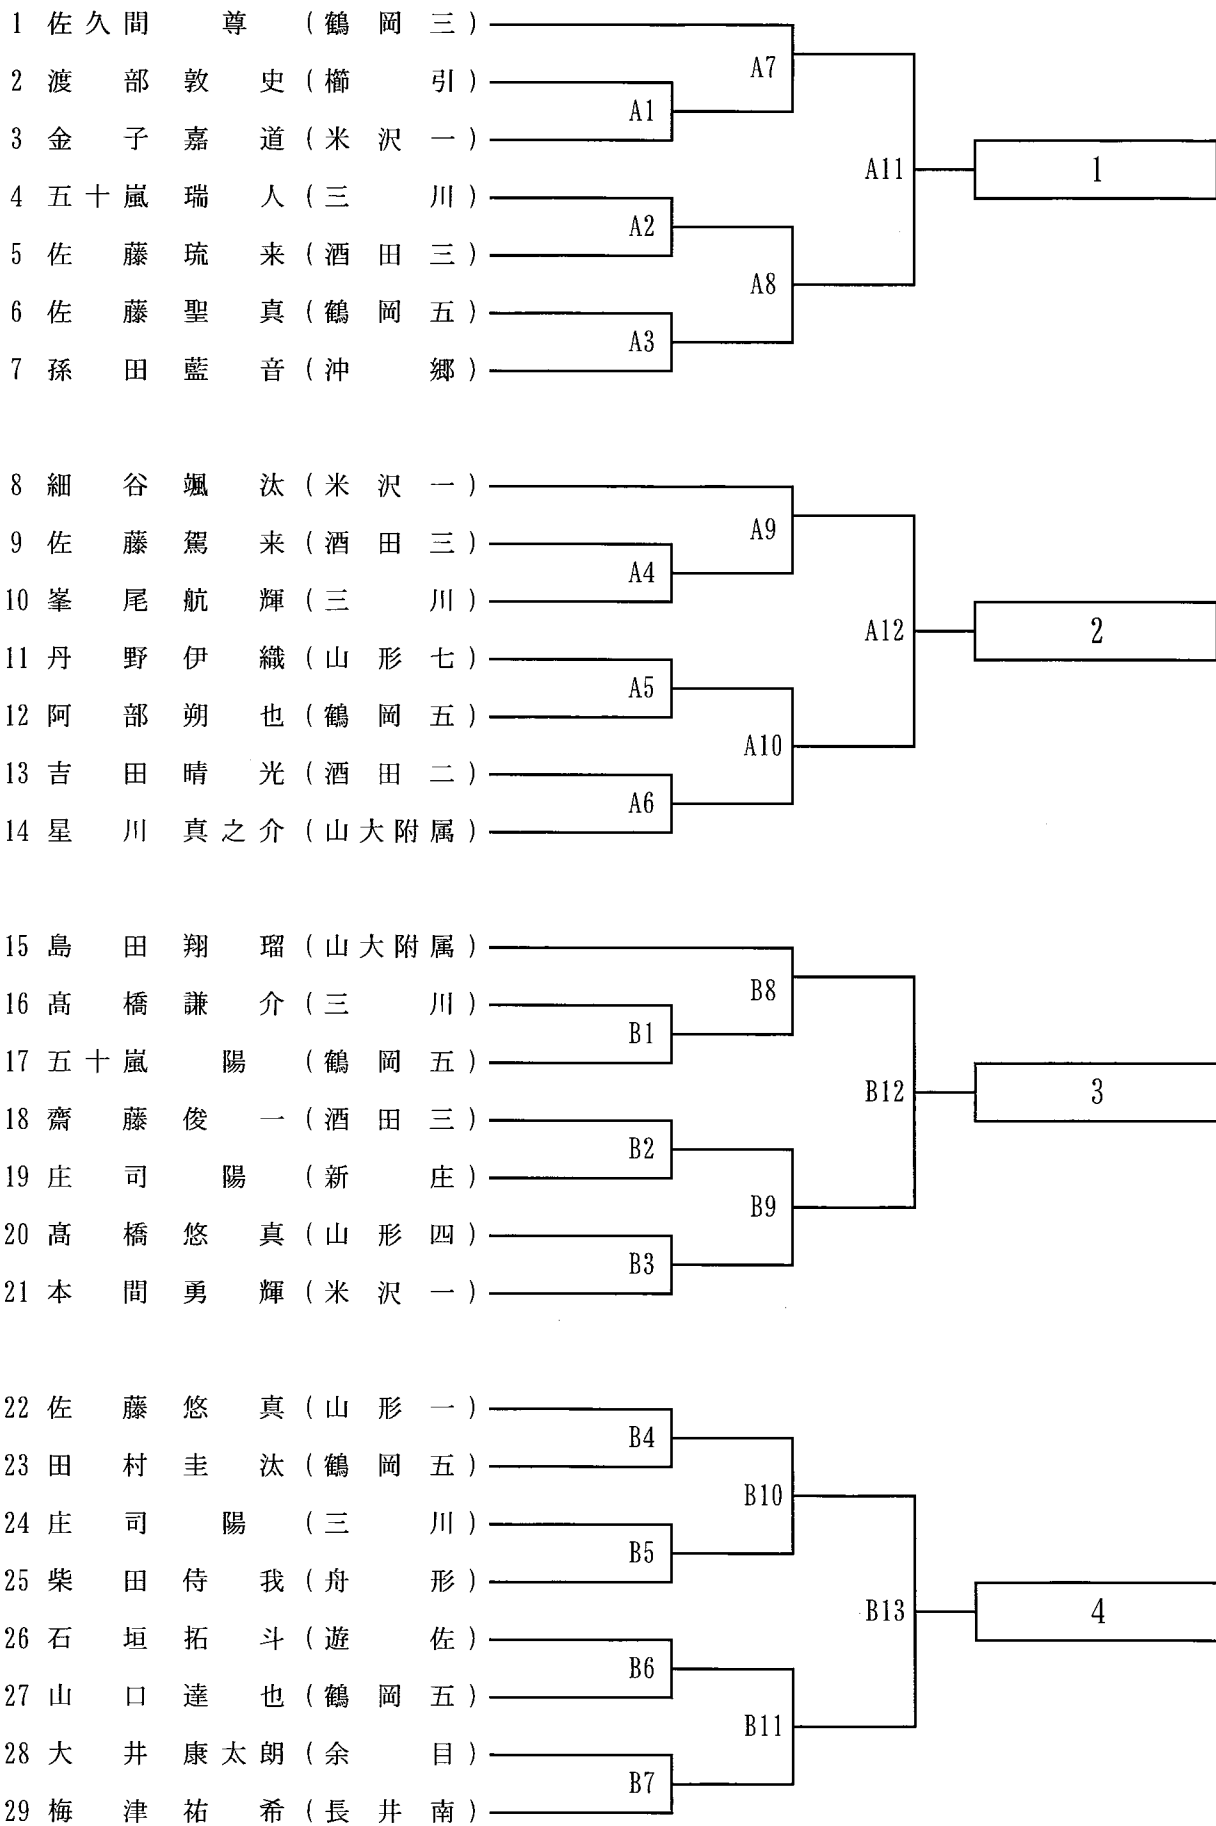 1 佐久間 尊 (鶴岡三)
A7
2 渡部敦史 (櫛引)
A1
3 金子嘉道 (米沢一)
A11
1
4 五十嵐瑞人 (三川)
A2
5 佐藤琉来 (酒田三)
A8
6 佐藤聖真 (鶴岡五)
A3
7 孫田藍音 (沖郷)
8 細谷颯汰 (米沢一)
A9
9 佐藤駕来 (酒田三)
A4
10 峯尾航輝 (三川)
A12
2
11 丹野伊織 (山形七)
A5
12 阿部朔也 (鶴岡五)
A10
13 吉田晴光 (酒田二)
A6
14 星川真之介 (山大附属)
15 島田翔瑠 (山大附属)
B8
16 髙橋謙介 (三川)
B1
17 五十嵐 陽 (鶴岡五)
B12
3
18 齋藤俊一 (酒田三)
B2
19 庄司 陽 (新庄)
B9
20 髙橋悠真 (山形四)
B3
21 本間勇輝 (米沢一)
22 佐藤悠真 (山形一)
B4
23 田村圭汰 (鶴岡五)
B10
24 庄司 陽 (三川)
B5
25 柴田侍我 (舟形)
B13
4
26 石垣拓斗 (遊佐)
B6
27 山口達也 (鶴岡五)
B11
28 大井康太朗 (余目)
B7
29 梅津祐希 (長井南)